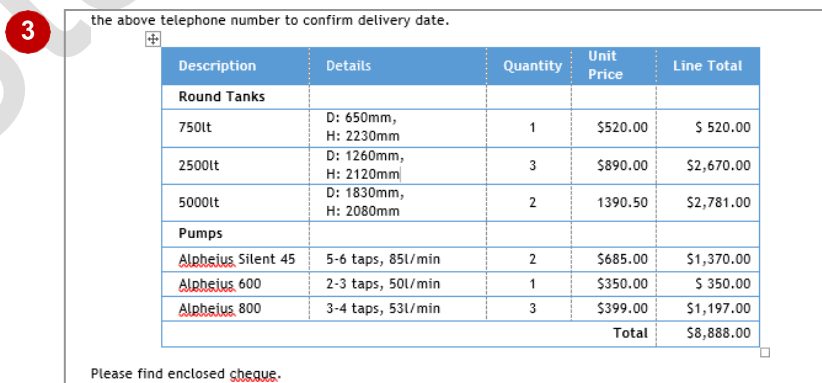 3
the above telephone number to confirm delivery date.
Description Details Quantity Unit Price Line Total
Round Tanks
750lt D: 650mm, H: 2230mm 1 $520.00 $ 520.00
2500lt D: 1260mm, H: 2120mm 3 $890.00 $2,670.00
5000lt D: 1830mm, H: 2080mm 2 1390.50 $2,781.00
Pumps
Alpheius Silent 45 5-6 taps, 85l/min 2 $685.00 $1,370.00
Alpheius 600 2-3 taps, 50l/min 1 $350.00 $ 350.00
Alpheius 800 3-4 taps, 53l/min 3 $399.00 $1,197.00
Total $8,888.00
Please find enclosed cheque.